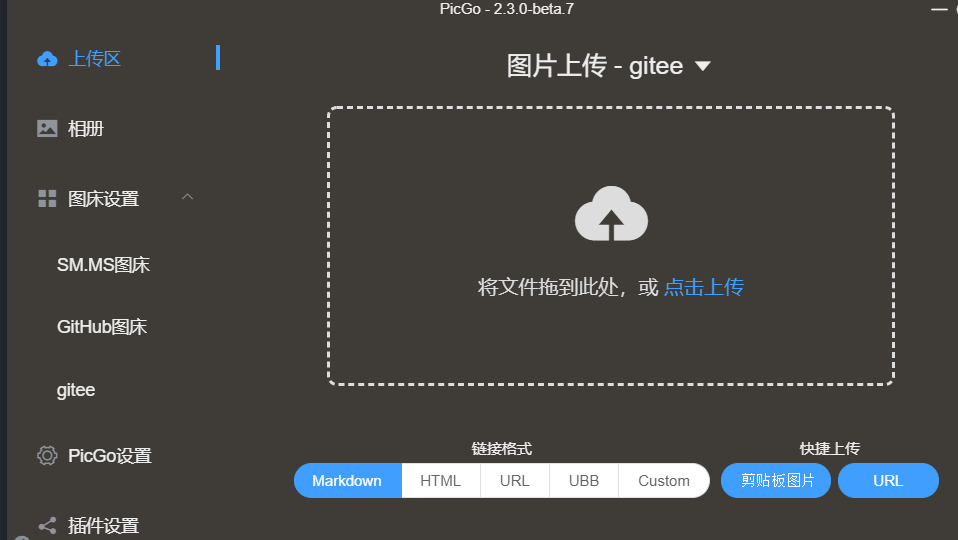 PicGo - 2.3.0-beta.7
上传区
图片上传 - gitee
相册
图床设置
SM.MS图床
将文件拖到此处，或 点击上传
GitHub图床
gitee
PicGo设置
链接格式
快捷上传
Markdown HTML URL UBB Custom
剪贴板图片 URL
插件设置